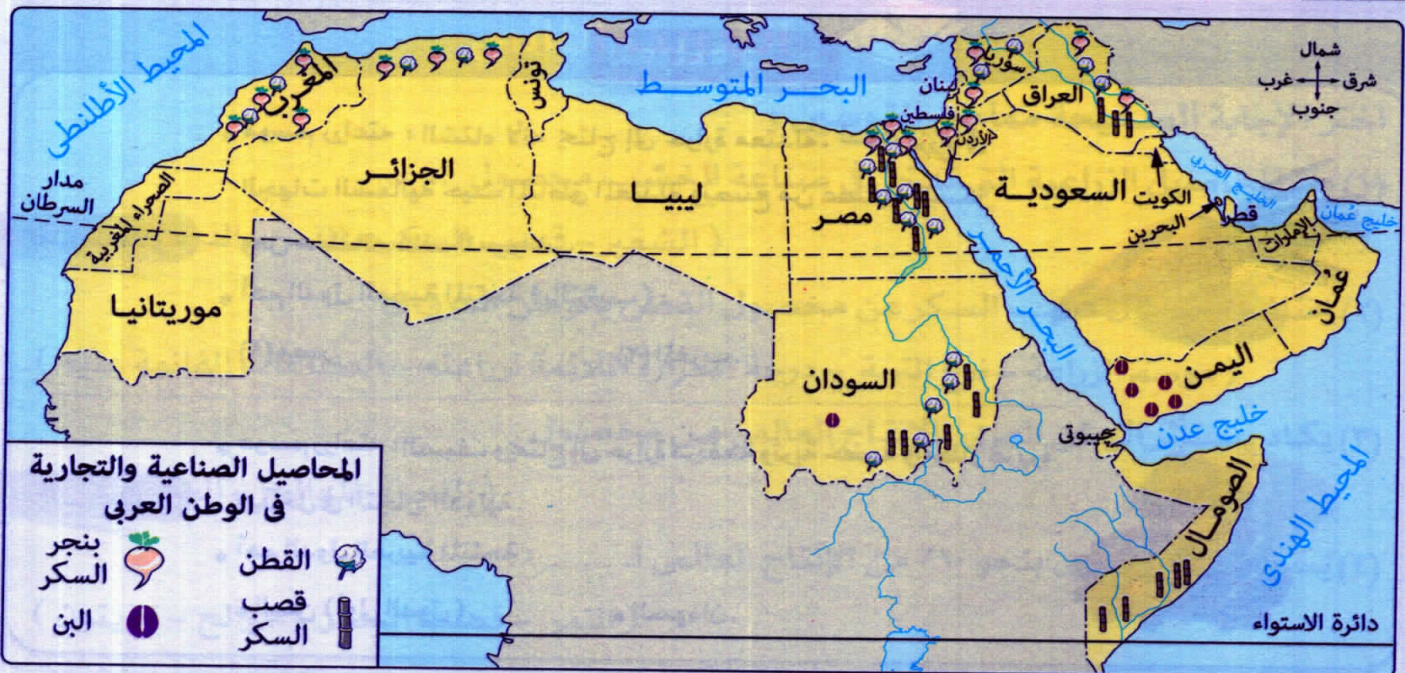 المحيط الأطلنطى
البحر المتوسط
شمال
شرق
غرب
جنوب
المغرب
تونس
الجزائر
ليبيا
مصر
سوريا
لبنان
فلسطين
الأردن
العراق
السعودية
الكويت
الخليج العربى
البحرين
قطر
الإمارات
خليج عُمان
عُمان
اليمن
البحر الأحمر
خليج عدن
المحيط الهندى
مدار
السرطان
الصحراء المغربية
موريتانيا
السودان
جيبوتى
الصومال
دائرة الاستواء
المحاصيل الصناعية والتجارية
فى الوطن العربى
القطن
بنجر
السكر
قصب
السكر
البن